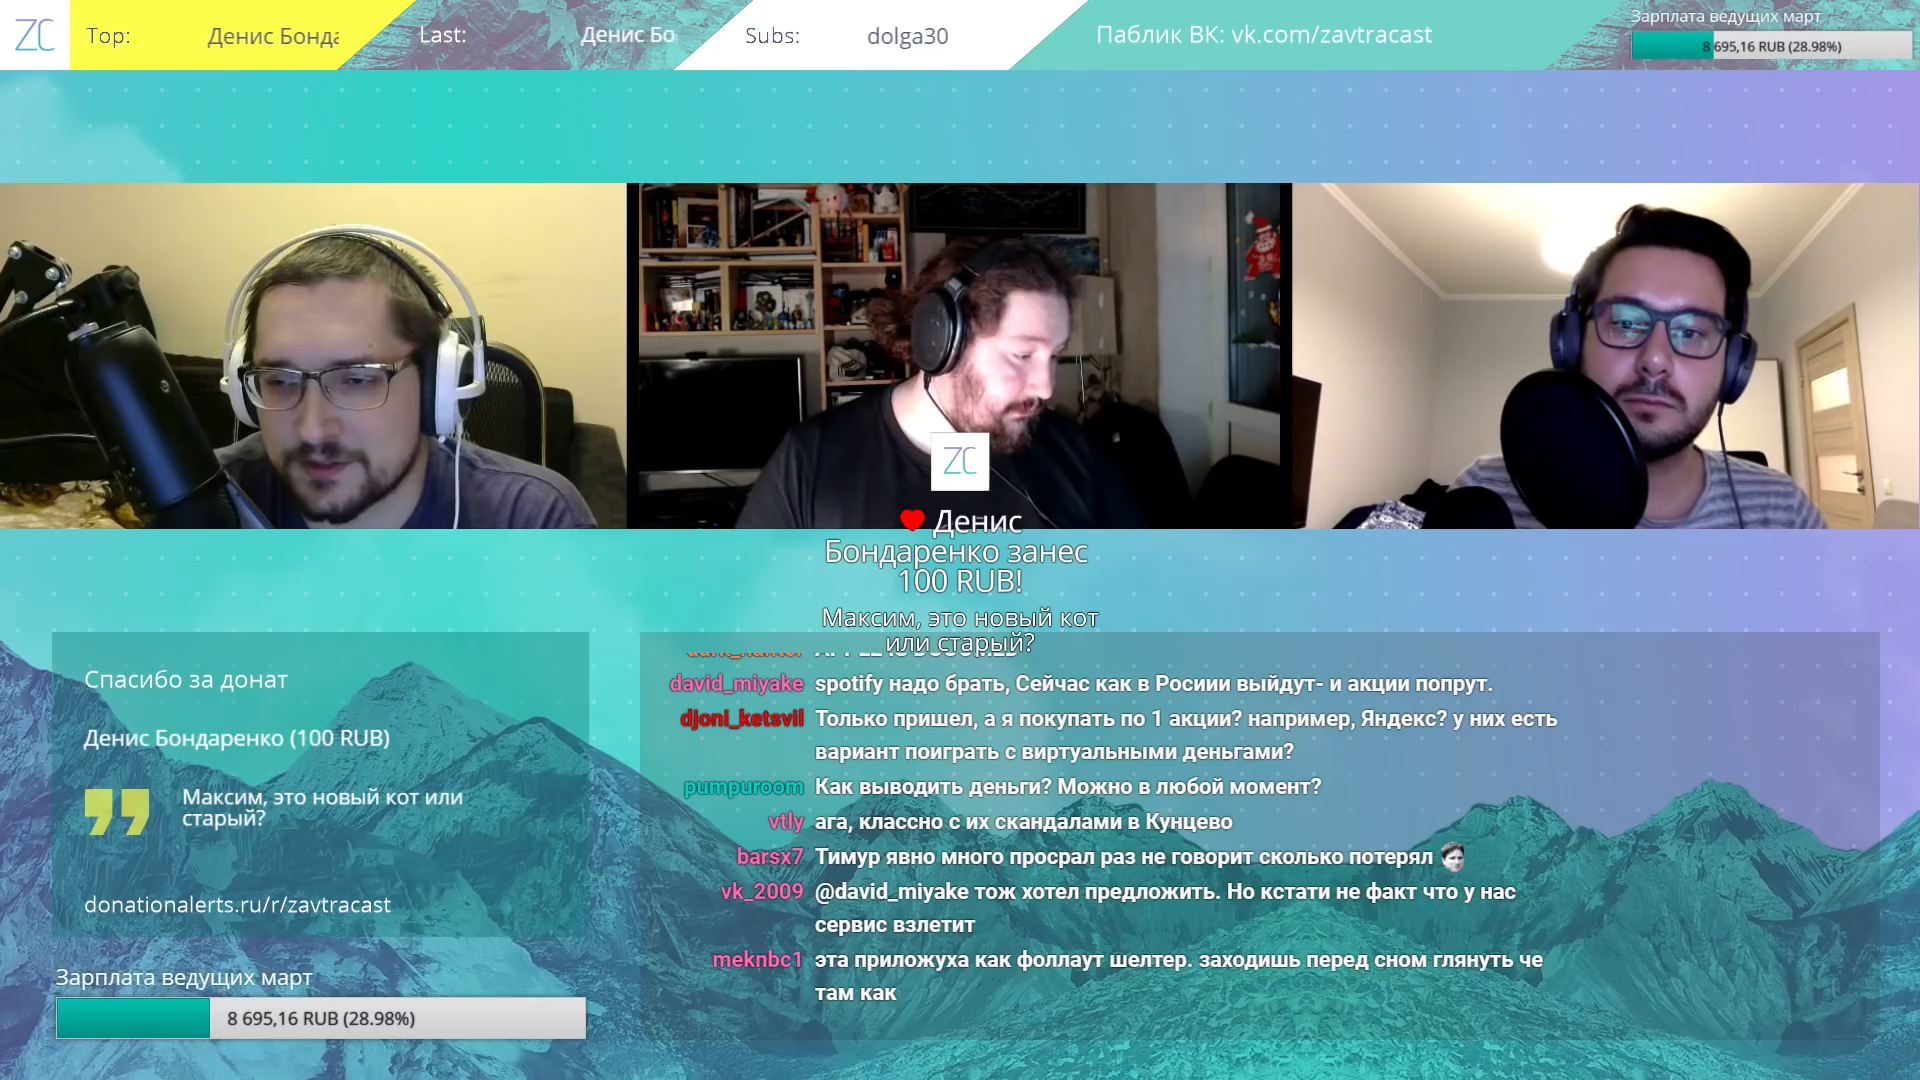 ZC
Top:
Денис Бонда
Last:
Денис Бо
Subs:
dolga30
Паблик ВК: vk.com/zavtracast
Зарплата ведущих март
8 695,16 RUB (28.98%)
ZC
Денис
Бондаренко занес
100 RUB!
Максим, это новый кот
или старый?
Спасибо за донат
Денис Бондаренко (100 RUB)
Максим, это новый кот или
старый?
donationalerts.ru/r/zavtracast
Зарплата ведущих март
8 695,16 RUB (28.98%)
david_miyake spotify надо брать, Сейчас как в Росиии выйдут- и акции попрут.
djoni_ketsvil Только пришел, а я покупать по 1 акции? например, Яндекс? у них есть
вариант поиграть с виртуальными деньгами?
pumpuroom Как выводить деньги? Можно в любой момент?
vtly ага, классно с их скандалами в Кунцево
barsx7 Тимур явно много просрал раз не говорит сколько потерял
vk_2009 @david_miyake тож хотел предложить. Но кстати не факт что у нас
сервис взлетит
meknbc1 эта приложуха как фоллаут шелтер. заходишь перед сном глянуть че
там как